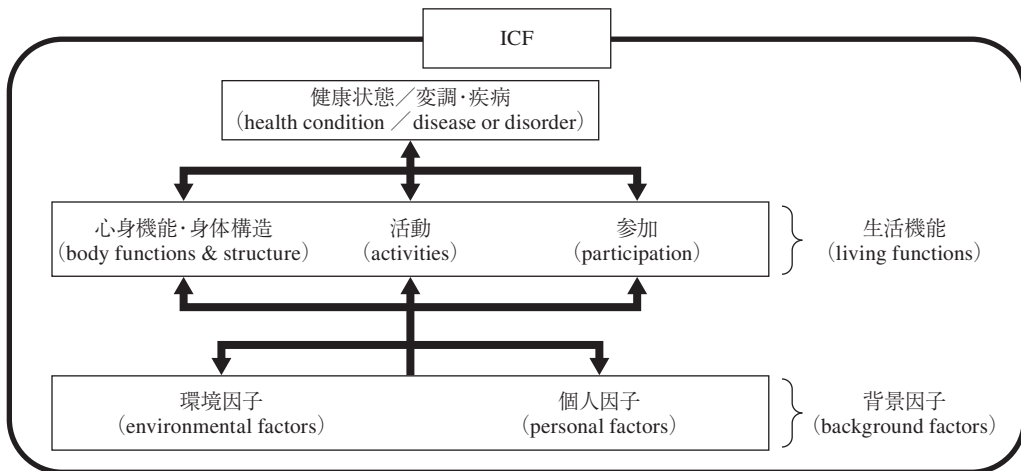 ICF
健康状態／変調・疾病
(health condition ／ disease or disorder)
心身機能・身体構造
(body functions & structure)
活動
(activities)
参加
(participation)
生活機能
(living functions)
環境因子
(environmental factors)
個人因子
(personal factors)
背景因子
(background factors)